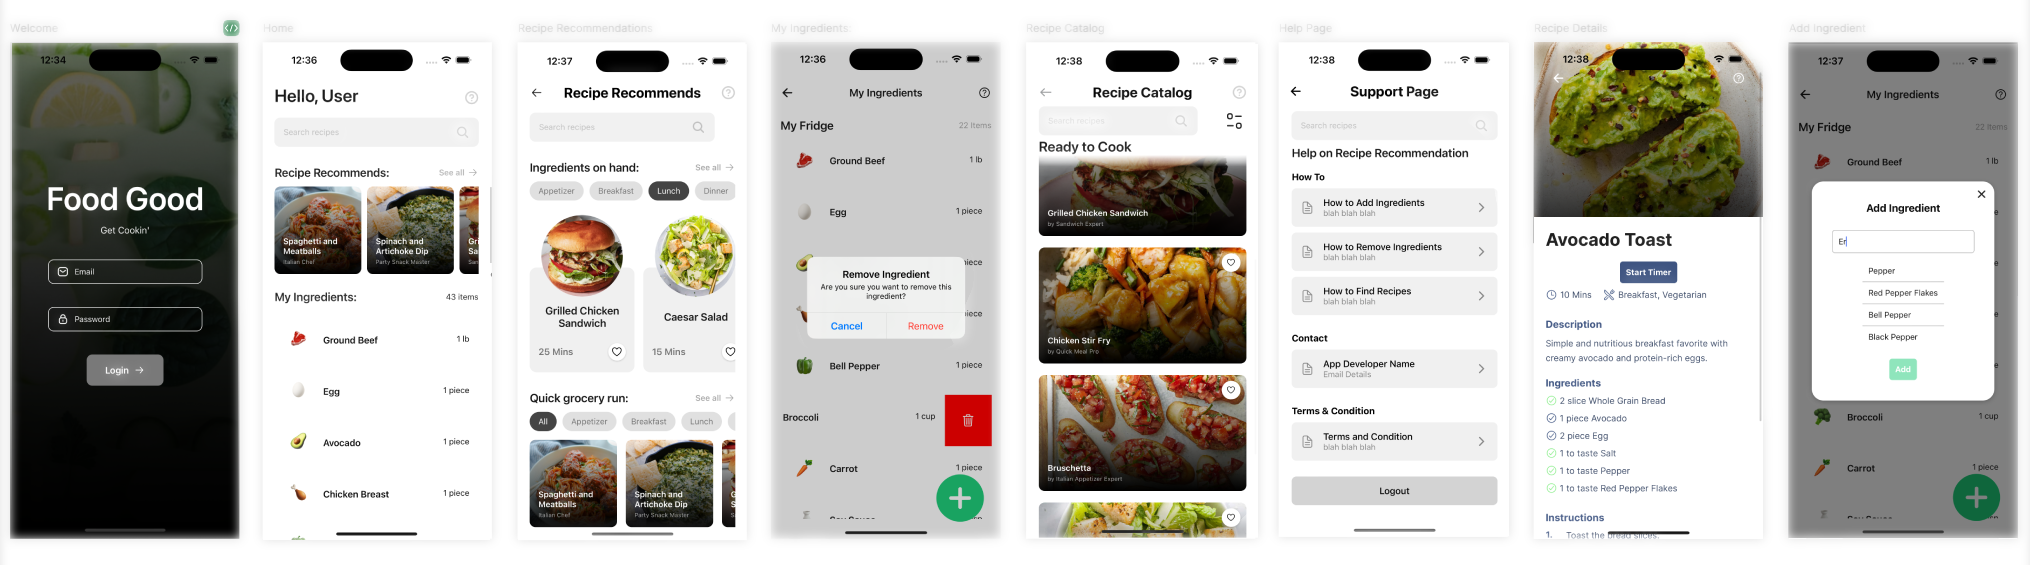 Welcome
12:34
Food Good
Get Cookin'
Email
Password
Login →
Home
12:36
Hello, User
Search recipes
Recipe Recommends:
See all →
Spaghetti and
Meatballs
Italian Chef
Spinach and
Artichoke Dip
Party Snack Master
My Ingredients:
43 items
Ground Beef
1 lb
Egg
1 piece
Avocado
1 piece
Chicken Breast
1 piece
Recipe Recommendations
12:37
Recipe Recommends
Search recipes
Ingredients on hand:
See all →
Appetizer
Breakfast
Lunch
Dinner
Grilled Chicken
Sandwich
25 Mins
Caesar Salad
15 Mins
Quick grocery run:
See all →
All
Appetizer
Breakfast
Lunch
Spaghetti and
Meatballs
Italian Chef
Spinach and
Artichoke Dip
Party Snack Master
My Ingredients:
12:36
My Ingredients
My Fridge
22 Items
Ground Beef
1 lb
Egg
1 piece
Remove Ingredient
Are you sure you want to remove this
ingredient?
Cancel
Remove
Bell Pepper
1 piece
Broccoli
1 cup
Carrot
1 piece
Recipe Catalog
12:38
Recipe Catalog
Search recipes
Ready to Cook
Grilled Chicken Sandwich
by Sandwich Expert
Chicken Stir Fry
by Quick Meal Pro
Bruschetta
by Italian Appetizer Expert
Help Page
12:38
Support Page
Search recipes
Help on Recipe Recommendation
How To
How to Add Ingredients
blah blah blah
How to Remove Ingredients
blah blah blah
How to Find Recipes
blah blah blah
Contact
App Developer Name
Email Details
Terms & Condition
Terms and Condition
blah blah blah
Logout
Recipe Details
12:38
Avocado Toast
Start Timer
10 Mins
Breakfast, Vegetarian
Description
Simple and nutritious breakfast favorite with
creamy avocado and protein-rich eggs.
Ingredients
2 slice Whole Grain Bread
1 piece Avocado
2 piece Egg
1 to taste Salt
1 to taste Pepper
1 to taste Red Pepper Flakes
Instructions
1. Toast the bread slices.
Add Ingredient
12:37
My Ingredients
My Fridge
22 Items
Ground Beef
1 lb
Add Ingredient
Er
Pepper
Red Pepper Flakes
Bell Pepper
Black Pepper
Add
Broccoli
1 cup
Carrot
1 piece